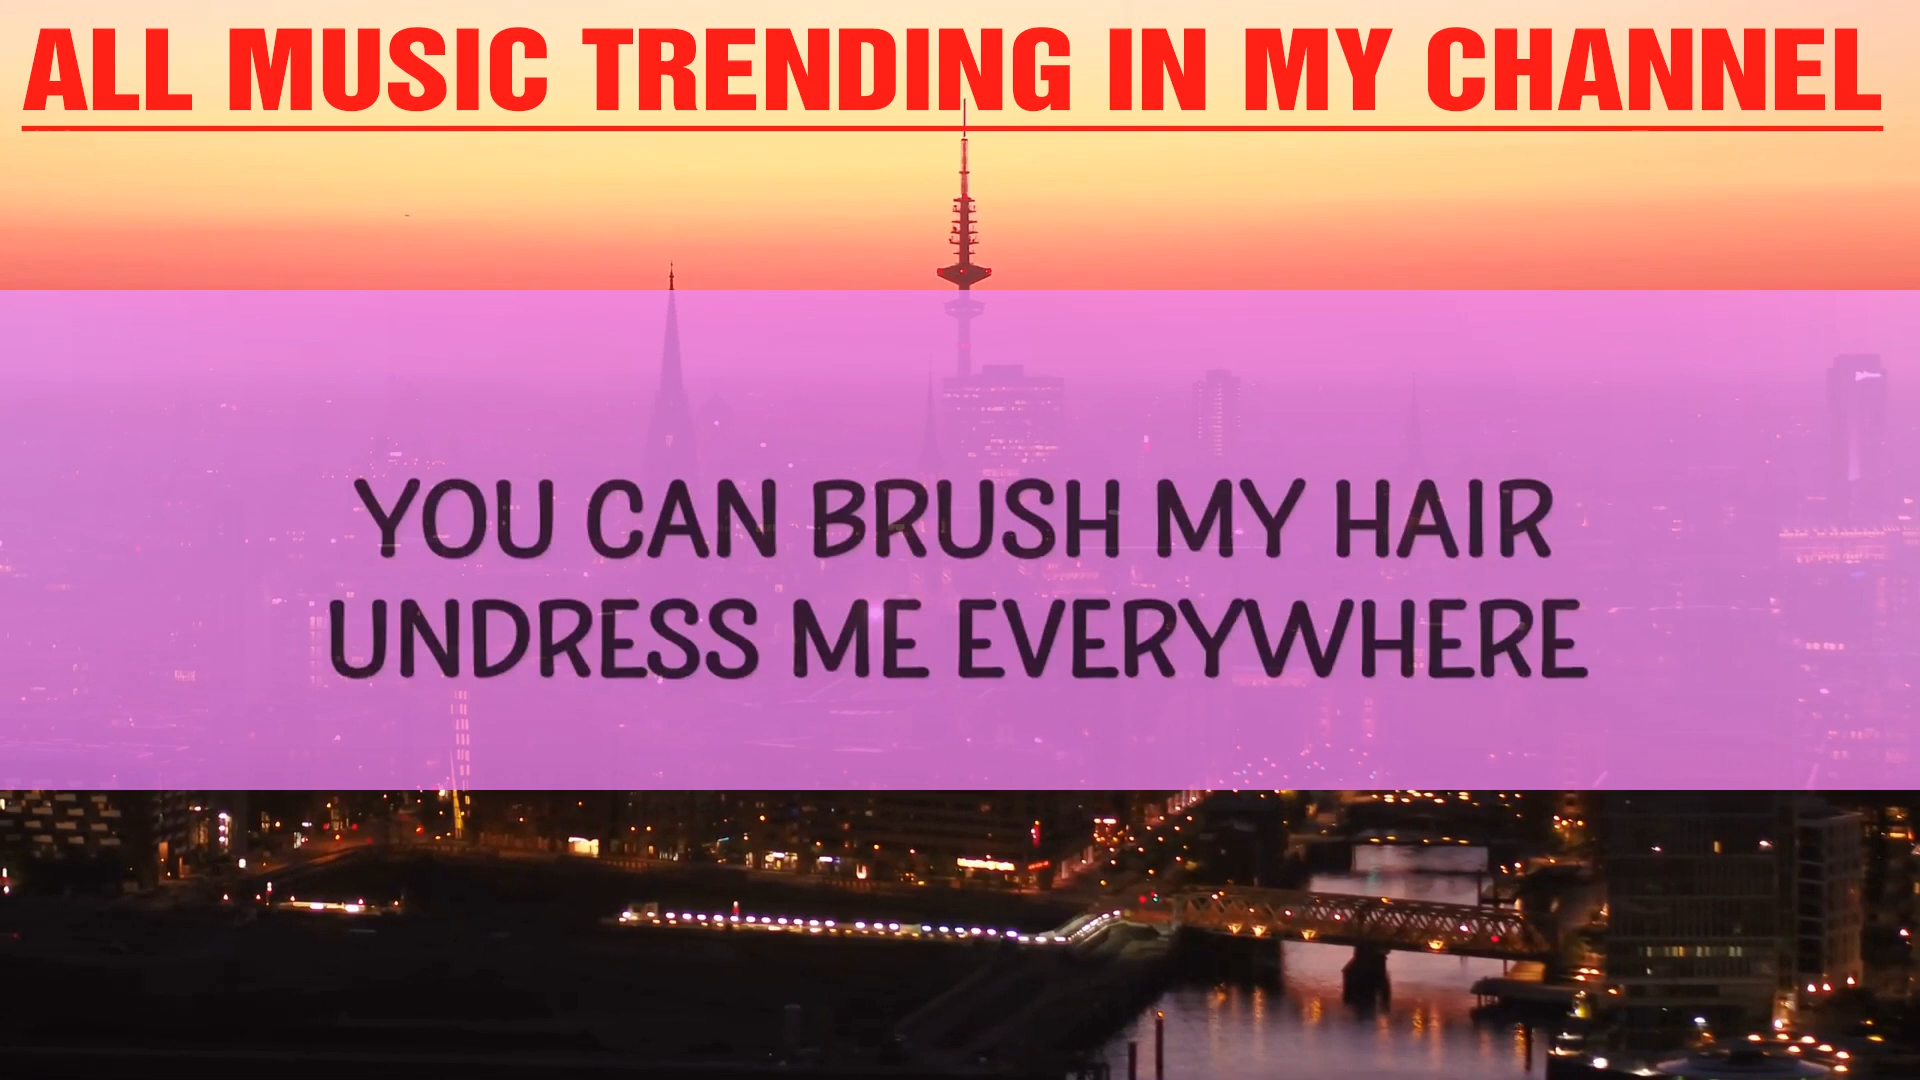 ALL MUSIC TRENDING IN MY CHANNEL
YOU CAN BRUSH MY HAIR
UNDRESS ME EVERYWHERE